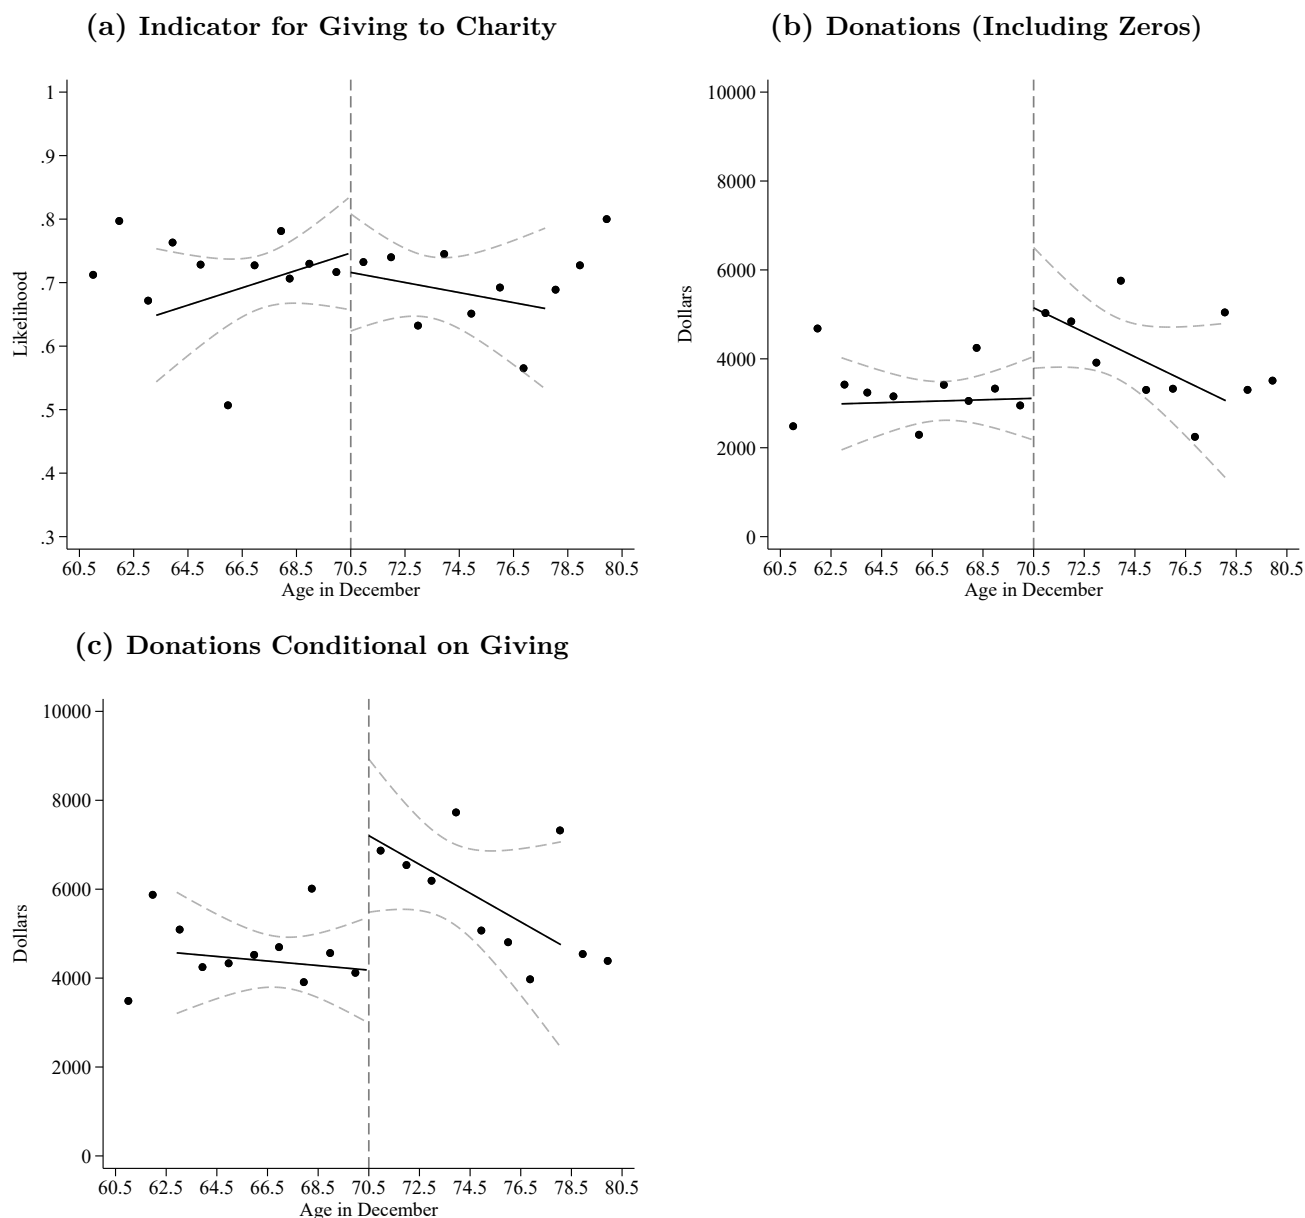 (a) Indicator for Giving to Charity
1
.9
.8
.7
.6
.5
.4
.3
Likelihood
60.5 62.5 64.5 66.5 68.5 70.5 72.5 74.5 76.5 78.5 80.5
Age in December
(b) Donations (Including Zeros)
10000
8000
6000
4000
2000
0
Dollars
60.5 62.5 64.5 66.5 68.5 70.5 72.5 74.5 76.5 78.5 80.5
Age in December
(c) Donations Conditional on Giving
10000
8000
6000
4000
2000
0
Dollars
60.5 62.5 64.5 66.5 68.5 70.5 72.5 74.5 76.5 78.5 80.5
Age in December